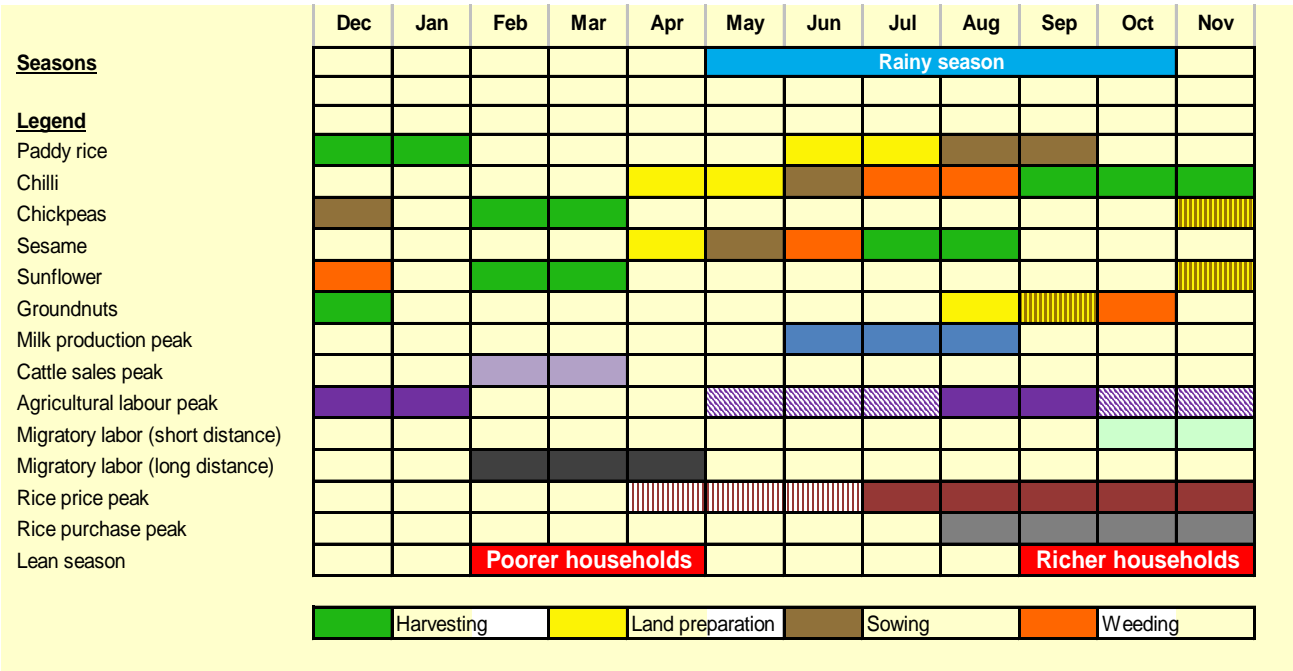 Dec Jan Feb Mar Apr May Jun Jul Aug Sep Oct Nov
Seasons Rainy season
Legend
Paddy rice
Chilli
Chickpeas
Sesame
Sunflower
Groundnuts
Milk production peak
Cattle sales peak
Agricultural labour peak
Migratory labor (short distance)
Migratory labor (long distance)
Rice price peak
Rice purchase peak
Lean season Poorer households Richer households
Harvesting Land preparation Sowing Weeding